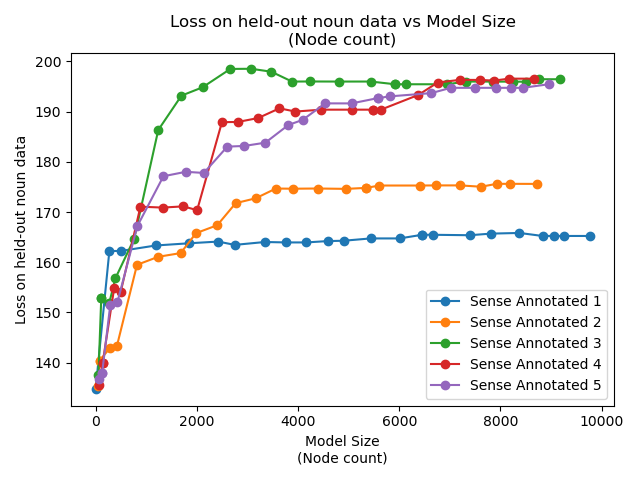 Loss on held-out noun data vs Model Size
(Node count)
Loss on held-out noun data
200
190
180
170
160
150
140
0
2000
4000
6000
8000
10000
Model Size
(Node count)
Sense Annotated 1
Sense Annotated 2
Sense Annotated 3
Sense Annotated 4
Sense Annotated 5